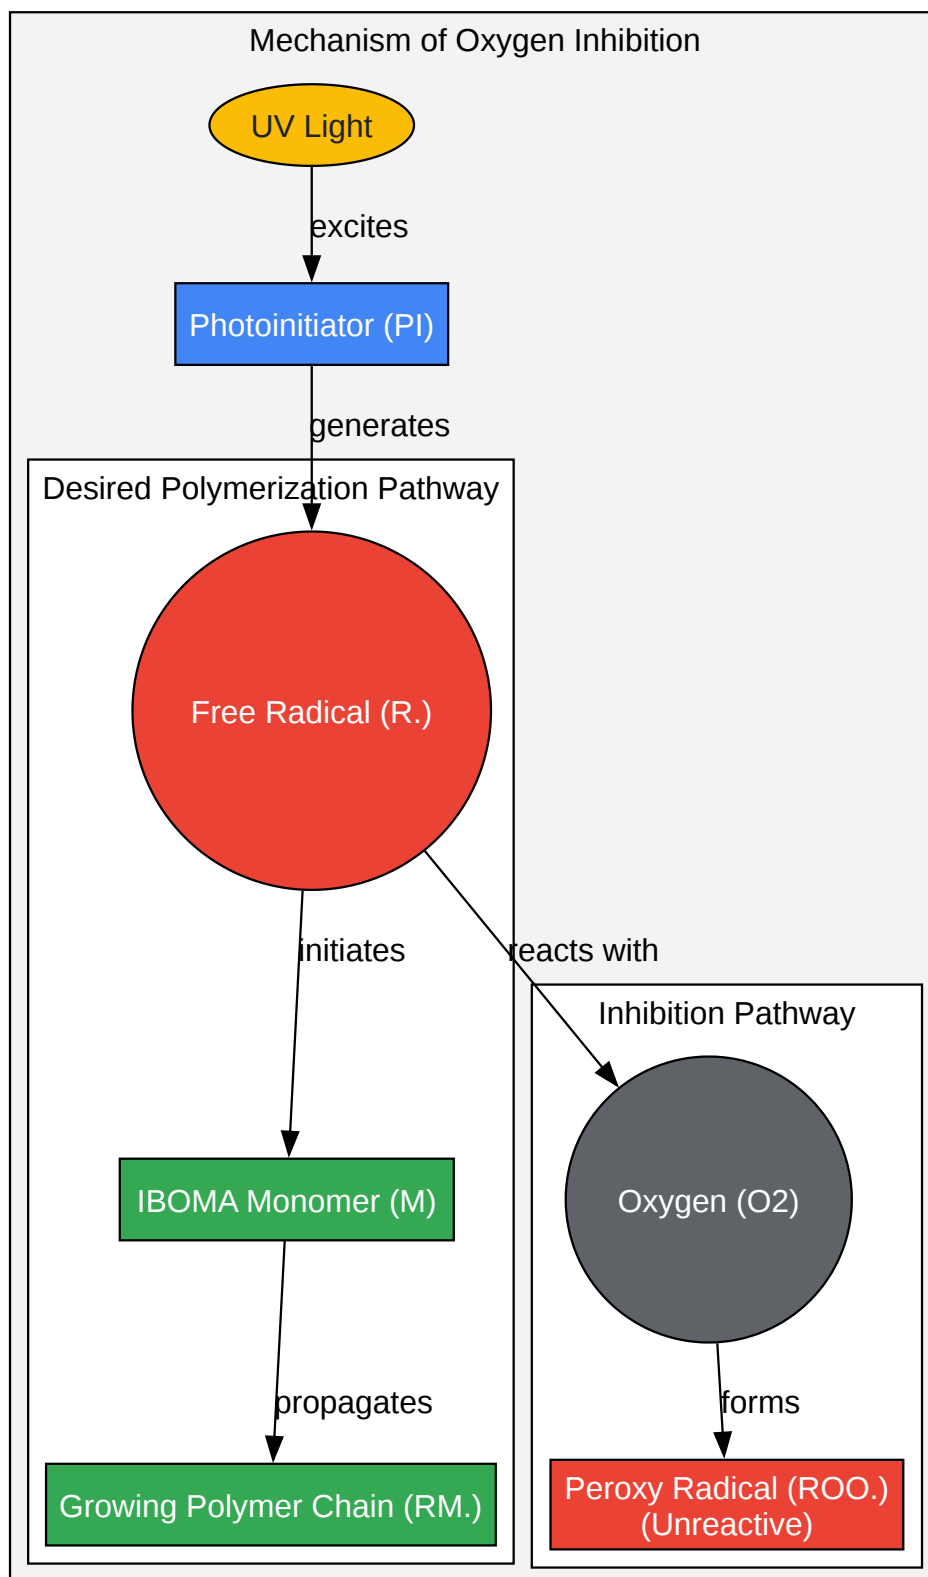 Mechanism of Oxygen Inhibition
UV Light
excites
Photoinitiator (PI)
generates
Desired Polymerization Pathway
Free Radical (R.)
initiates
reacts with
Inhibition Pathway
IBOMA Monomer (M)
Oxygen (O2)
propagates
forms
Growing Polymer Chain (RM.)
Peroxy Radical (ROO.)
(Unreactive)